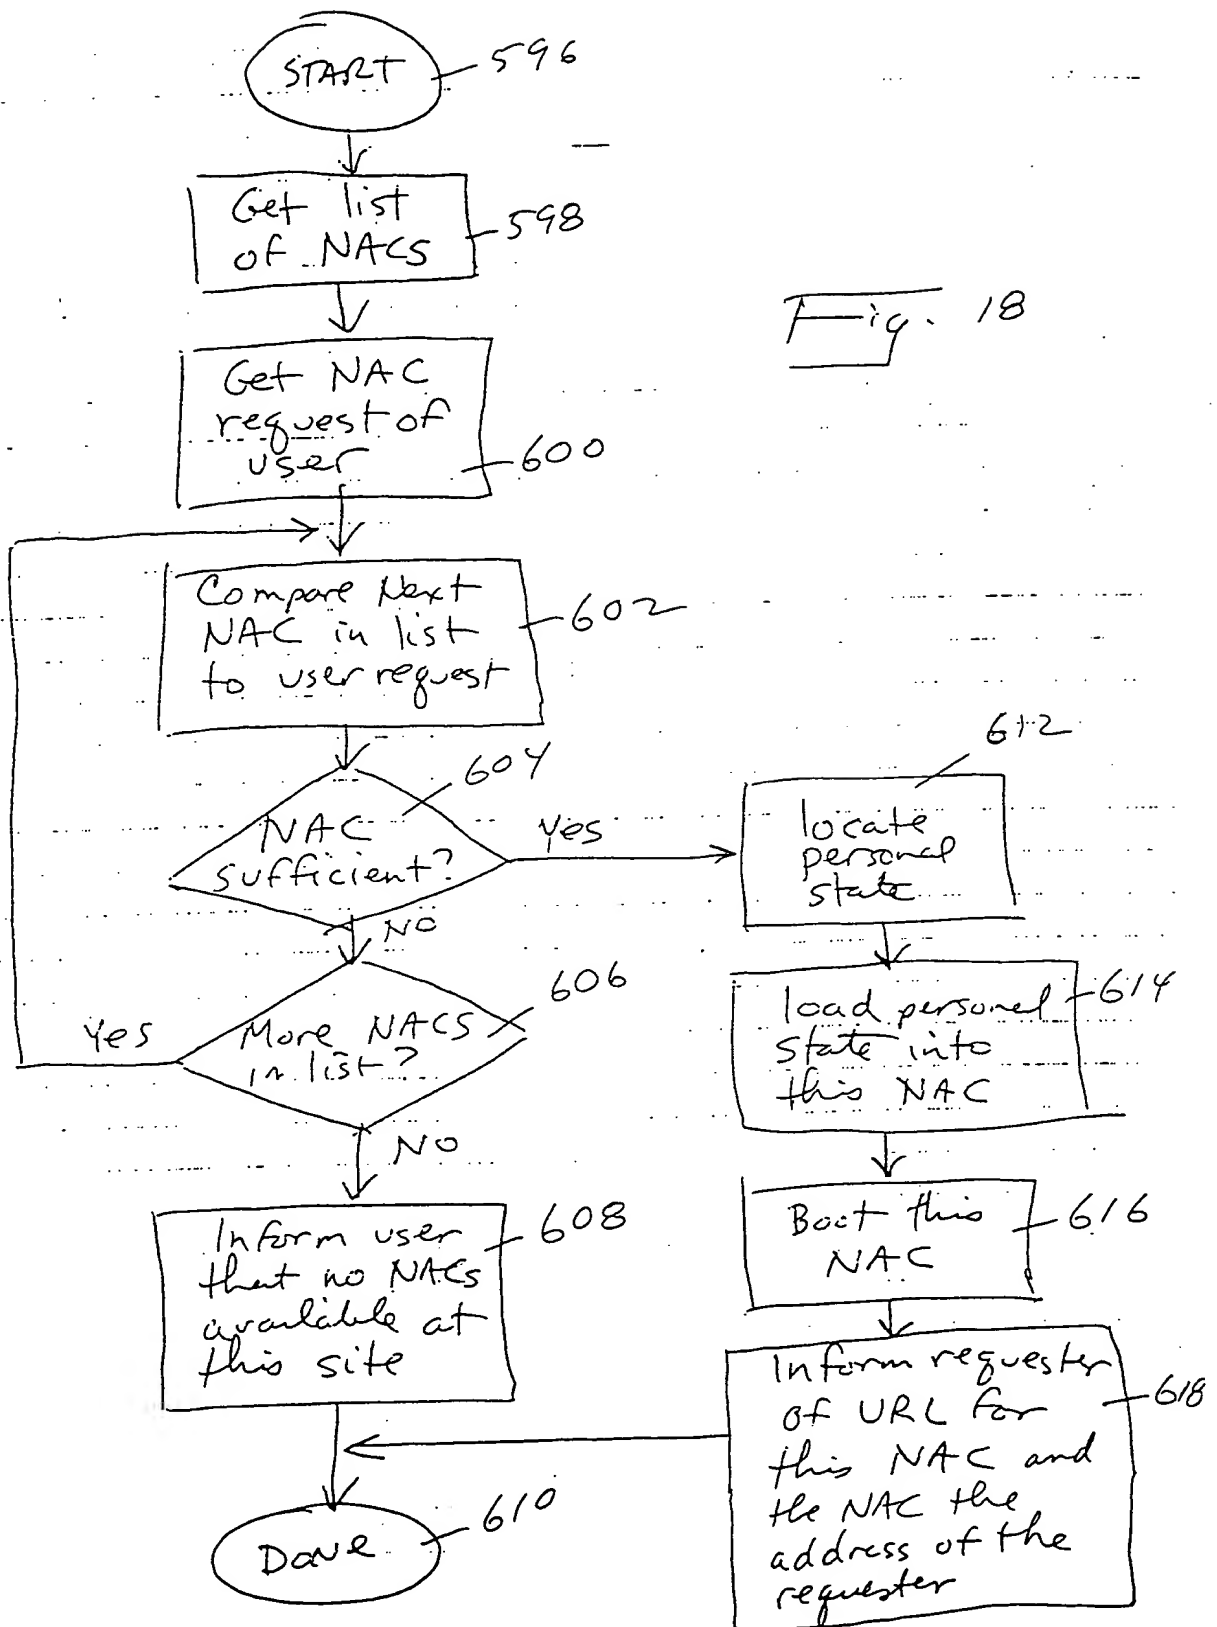 START
596
Get list
of NACs
598
Fig. 18
Get NAC
request of
user
600
Compare Next
NAC in list
to user request
602
604
NAC
sufficient?
Yes
NO
612
locate
personal
state
606
More NACS
in list?
Yes
NO
614
load personal
state into
this NAC
608
Inform user
that no NACs
available at
this site
Boot this
NAC
616
Inform requester
of URL for
this NAC and
the NAC the
address of the
requester
618
Done
610